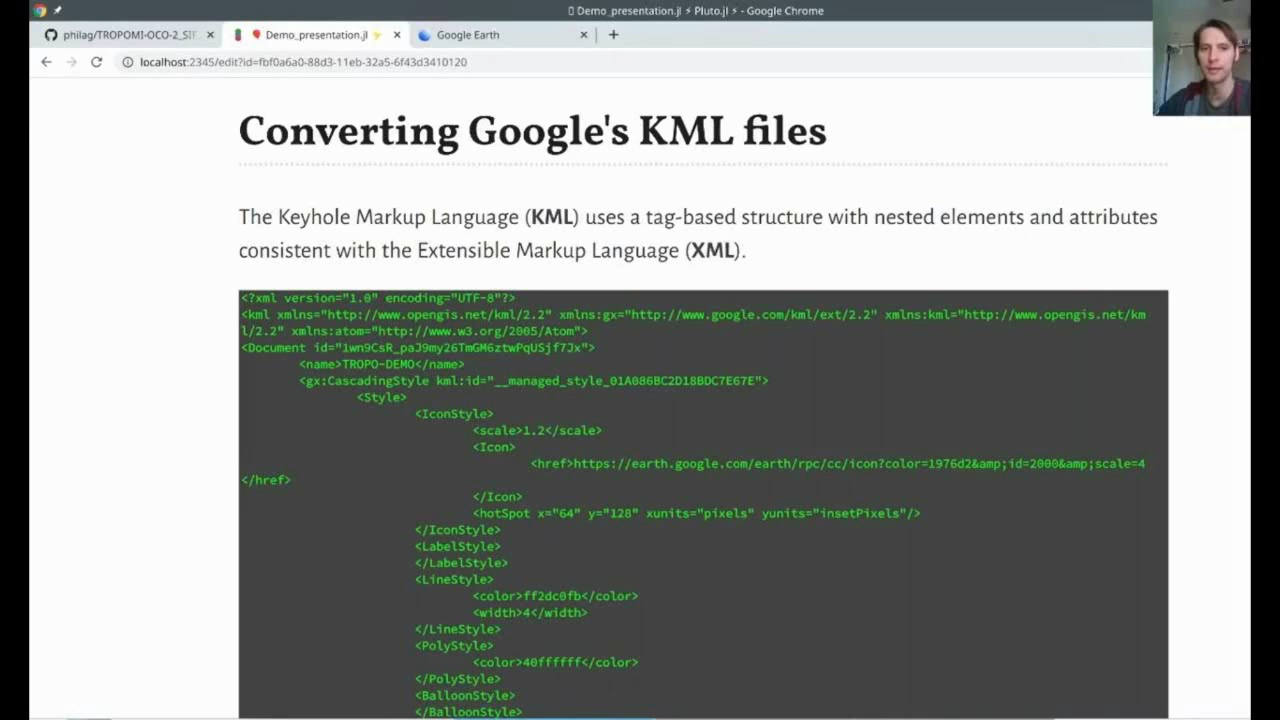 Demo_presentation.jl ⚡ Pluto.jl ⚡ - Google Chrome
philag/TROPOMI-OCO-2_SIF
Demo_presentation.jl
Google Earth
localhost:2345/edit?id=fbf0a6a0-88d3-11eb-32a5-6f43d3410120
Converting Google's KML files
The Keyhole Markup Language (KML) uses a tag-based structure with nested elements and attributes
consistent with the Extensible Markup Language (XML).
<?xml version="1.0" encoding="UTF-8"?>
<kml xmlns="http://www.opengis.net/kml/2.2" xmlns:gx="http://www.google.com/kml/ext/2.2" xmlns:kml="http://www.opengis.net/km
l/2.2" xmlns:atom="http://www.w3.org/2005/Atom">
<Document id="1wn9CsR_paJ9my26TmGM6ztwPqUSjf7Jx">
<name>TROPO-DEMO</name>
<gx:CascadingStyle kml:id="__managed_style_01A086BC2D18BDC7E67E">
<Style>
<IconStyle>
<scale>1.2</scale>
<Icon>
<href>https://earth.google.com/earth/rpc/cc/icon?color=1976d2&amp;id=2000&amp;scale=4
</href>
</Icon>
<hotSpot x="64" y="128" xunits="pixels" yunits="insetPixels"/>
</IconStyle>
<LabelStyle>
</LabelStyle>
<LineStyle>
<color>ff2dc0fb</color>
<width>4</width>
</LineStyle>
<PolyStyle>
<color>40ffffff</color>
</PolyStyle>
<BalloonStyle>
</BalloonStyle>